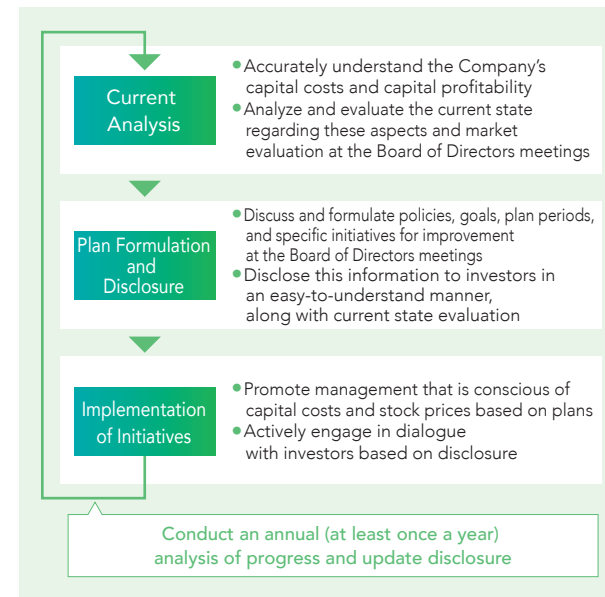 Current
Analysis
●Accurately understand the Company's
capital costs and capital profitability
●Analyze and evaluate the current state
regarding these aspects and market
evaluation at the Board of Directors meetings
Plan Formulation
and
Disclosure
●Discuss and formulate policies, goals, plan periods,
and specific initiatives for improvement
at the Board of Directors meetings
●Disclose this information to investors in
an easy-to-understand manner,
along with current state evaluation
Implementation
of Initiatives
●Promote management that is conscious of
capital costs and stock prices based on plans
●Actively engage in dialogue
with investors based on disclosure
Conduct an annual (at least once a year)
analysis of progress and update disclosure